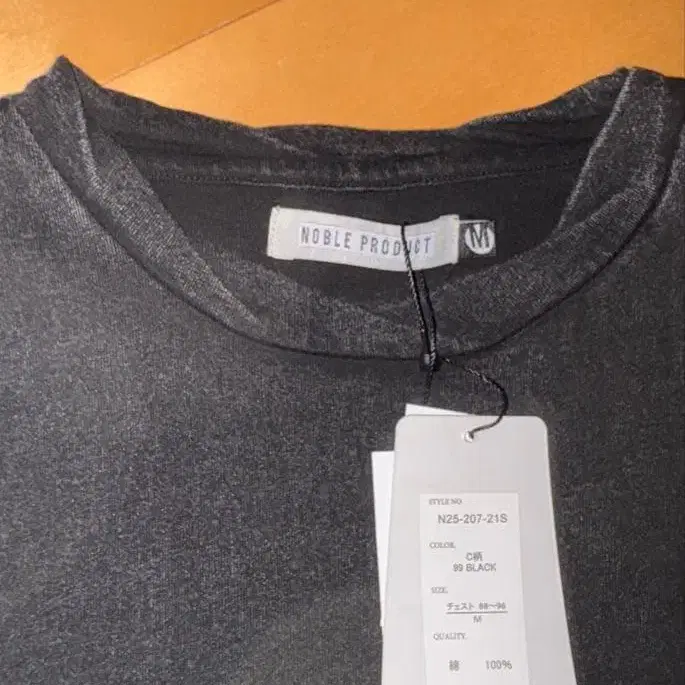 NOBLE PRODUCT
M
STYLE NO.
N25-207-21S
COLOR.
C柄
99 BLACK
SIZE.
チェスト 88～96
M
QUALITY.
綿 100%